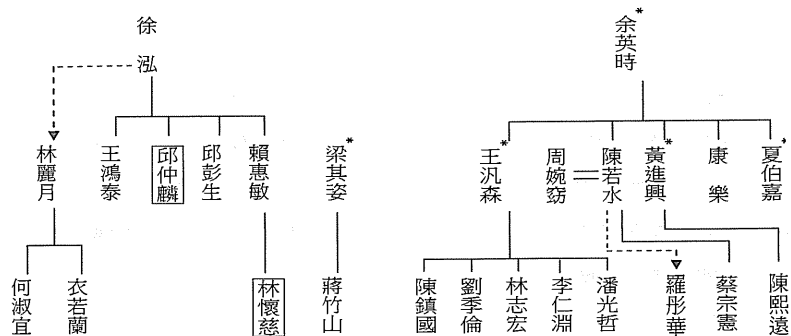 徐泓
余英時*
林麗月
王鴻泰
邱仲麟
邱彭生
賴惠敏
梁其姿*
王汎森*
周婉窈
陳若水
黃進興*
康樂
夏伯嘉*
何淑宜
衣若蘭
林懷慈
蔣竹山
陳鎮國
劉季倫
林志宏
李仁淵
潘光哲
羅彤華
蔡宗憲
陳熙遠